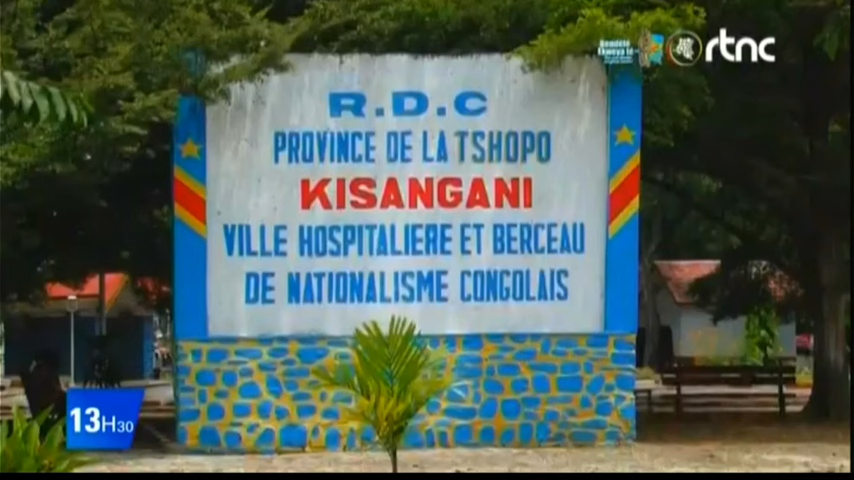 rtnc
R.D.C
PROVINCE DE LA TSHOPO
KISANGANI
VILLE HOSPITALIERE ET BERCEAU
DE NATIONALISME CONGOLAIS
13H30